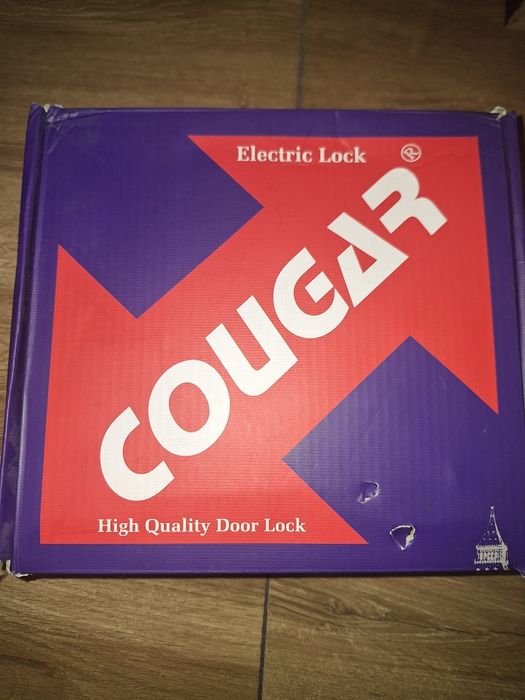 Electric Lock ®
COUGAR
High Quality Door Lock